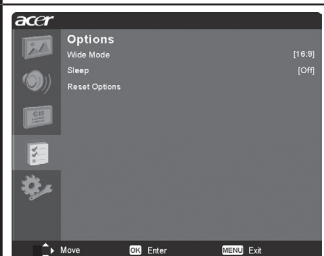 acer
Options
Wide Mode [16:9]
Sleep [Off]
Reset Options
Move OK Enter MENU Exit